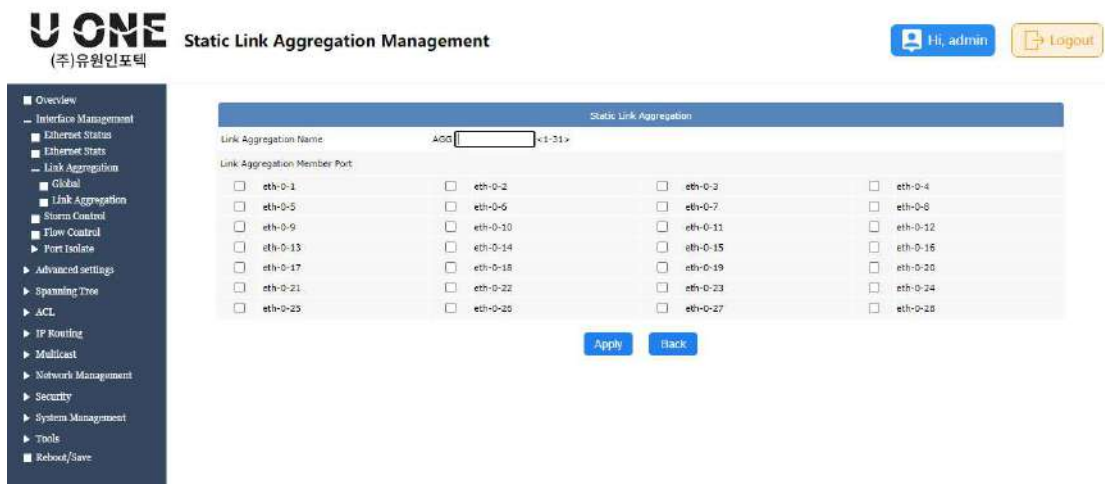 U ONE
(주)유원인포텍
Static Link Aggregation Management
Hi, admin
Logout
Overview
Interface Management
Ethernet Status
Ethernet Stats
Link Aggregation
Global
Link Aggregation
Storm Control
Flow Control
Port Isolate
Advanced settings
Spanning Tree
ACL
IP Routing
Multicast
Network Management
Security
System Management
Tools
Reboot/Save
Static Link Aggregation
Link Aggregation Name AGG <1-31>
Link Aggregation Member Port
eth-0-1 eth-0-2 eth-0-3 eth-0-4
eth-0-5 eth-0-6 eth-0-7 eth-0-8
eth-0-9 eth-0-10 eth-0-11 eth-0-12
eth-0-13 eth-0-14 eth-0-15 eth-0-16
eth-0-17 eth-0-18 eth-0-19 eth-0-20
eth-0-21 eth-0-22 eth-0-23 eth-0-24
eth-0-25 eth-0-26 eth-0-27 eth-0-28
Apply Back